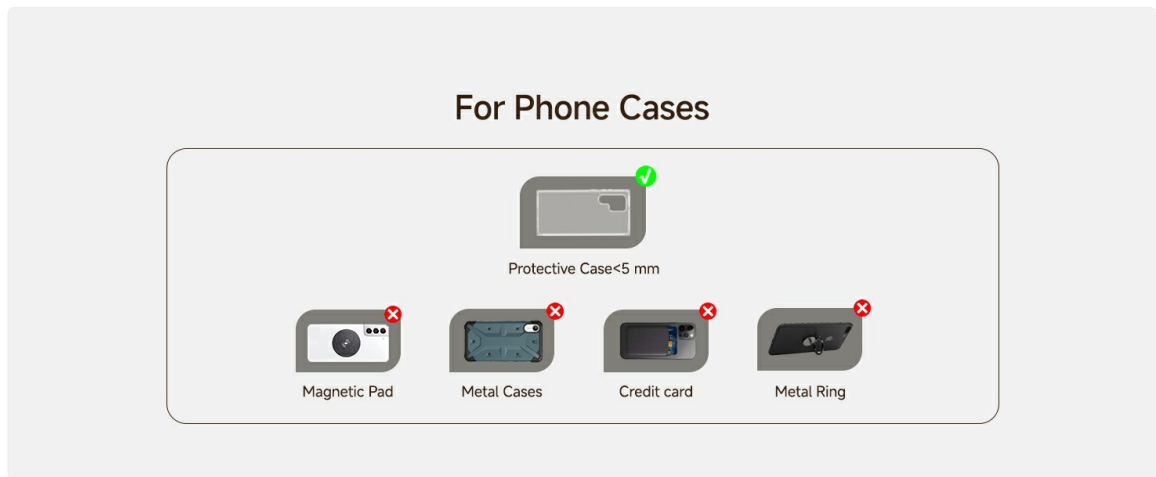 For Phone Cases
Protective Case<5 mm
Magnetic Pad
Metal Cases
Credit card
Metal Ring